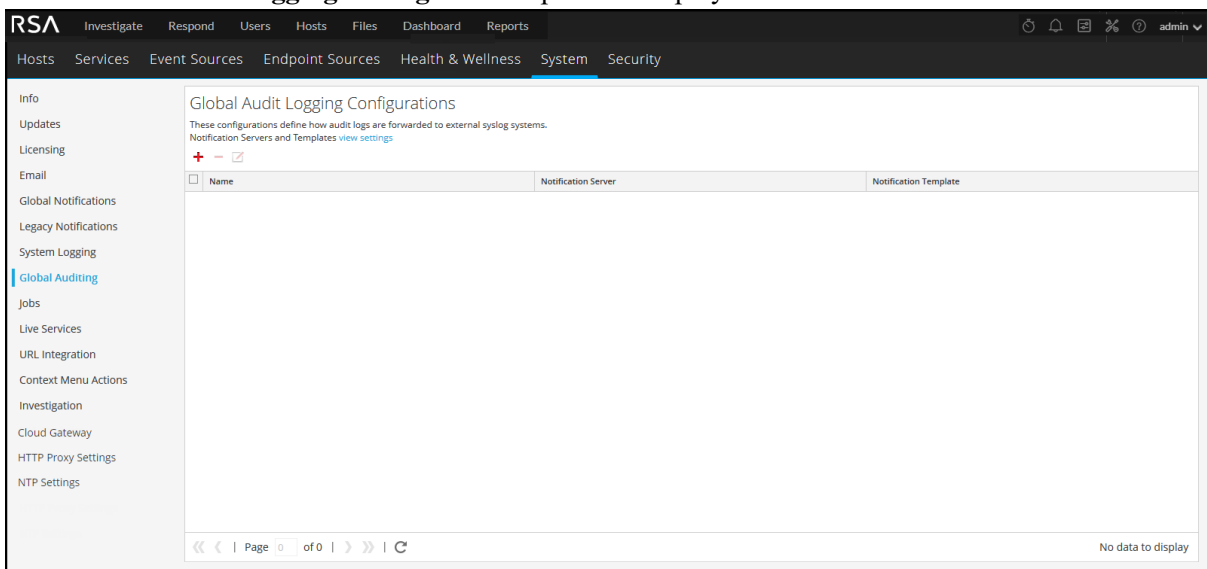 RSA Investigate Respond Users Hosts Files Dashboard Reports admin
Hosts Services Event Sources Endpoint Sources Health & Wellness System Security
Info
Updates
Licensing
Email
Global Notifications
Legacy Notifications
System Logging
Global Auditing
Jobs
Live Services
URL Integration
Context Menu Actions
Investigation
Cloud Gateway
HTTP Proxy Settings
NTP Settings
Global Audit Logging Configurations
These configurations define how audit logs are forwarded to external syslog systems.
Notification Servers and Templates view settings
Name Notification Server Notification Template
Page 0 of 0 No data to display